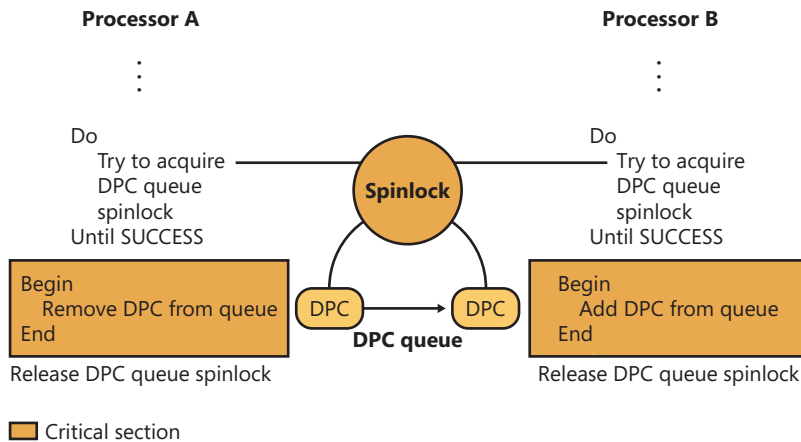 Processor A
Processor B
Do
Try to acquire
DPC queue
spinlock
Until SUCCESS
Begin
Remove DPC from queue
End
Release DPC queue spinlock
Spinlock
DPC
DPC
DPC queue
Do
Try to acquire
DPC queue
spinlock
Until SUCCESS
Begin
Add DPC from queue
End
Release DPC queue spinlock
Critical section